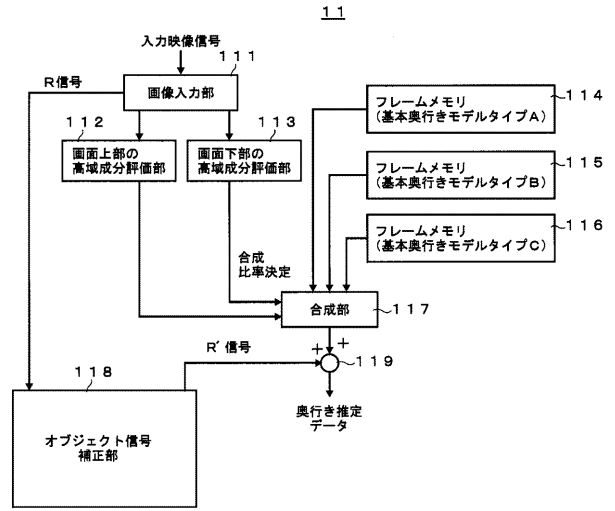 11
入力映像信号
111
R信号
画像入力部
112
113
画面上部の
高域成分評価部
画面下部の
高域成分評価部
114
フレームメモリ
(基本奥行きモデルタイプA)
115
フレームメモリ
(基本奥行きモデルタイプB)
116
フレームメモリ
(基本奥行きモデルタイプC)
合成
比率決定
合成部
117
R´信号
+
+
119
118
奥行き推定
データ
オブジェクト信号
補正部